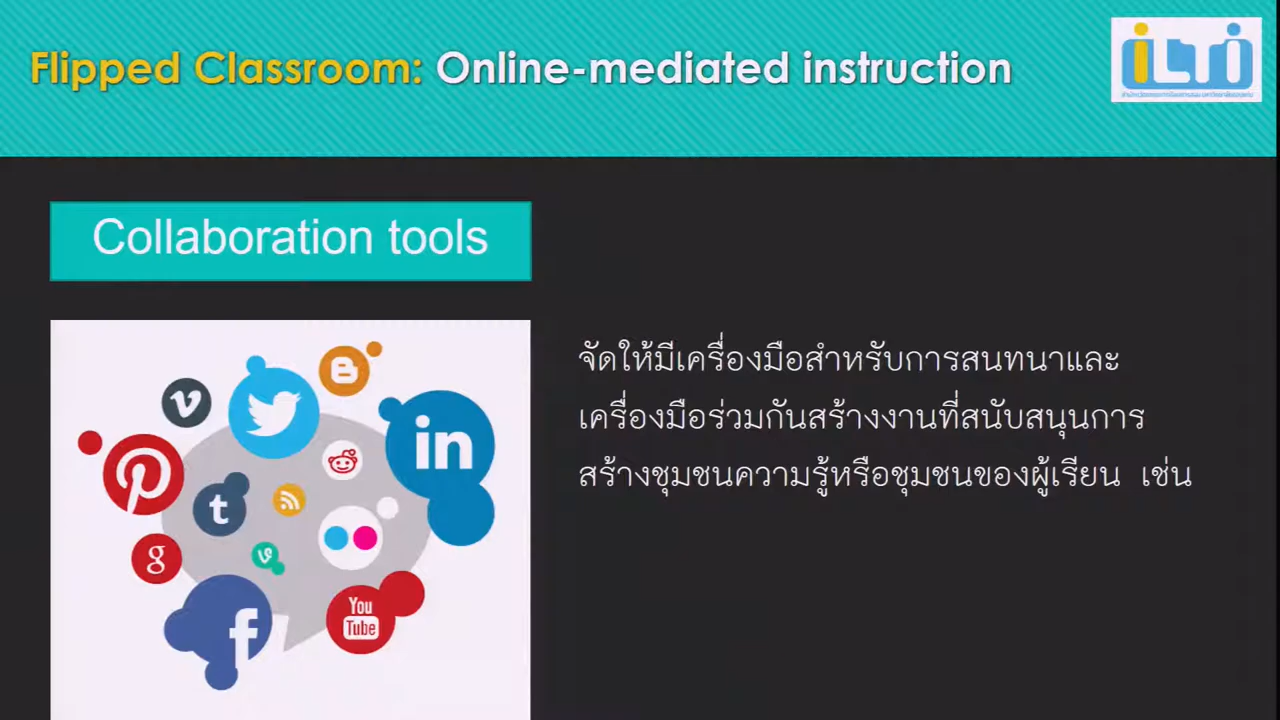 Flipped Classroom: Online-mediated instruction
iLTi
Collaboration tools
จัดให้มีเครื่องมือสำหรับการสนทนาและ
เครื่องมือร่วมกันสร้างงานที่สนับสนุนการ
สร้างชุมชนความรู้หรือชุมชนของผู้เรียน เช่น
in
t
g
f
You
Tube